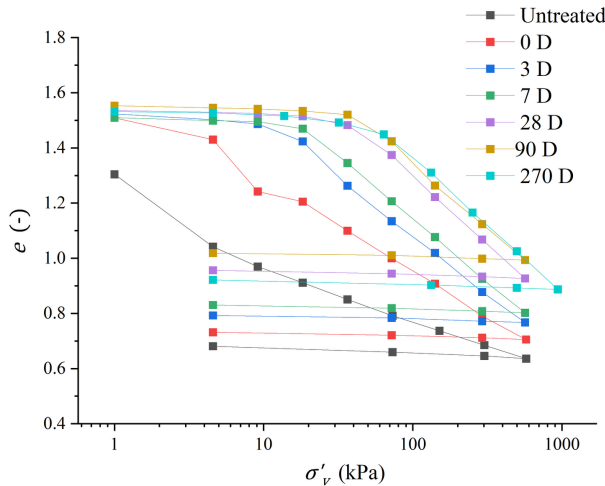 Untreated
0 D
3 D
7 D
28 D
90 D
270 D
1.8
1.6
1.4
1.2
1.0
0.8
0.6
0.4
e (-)
1
10
100
1000
σ′v (kPa)